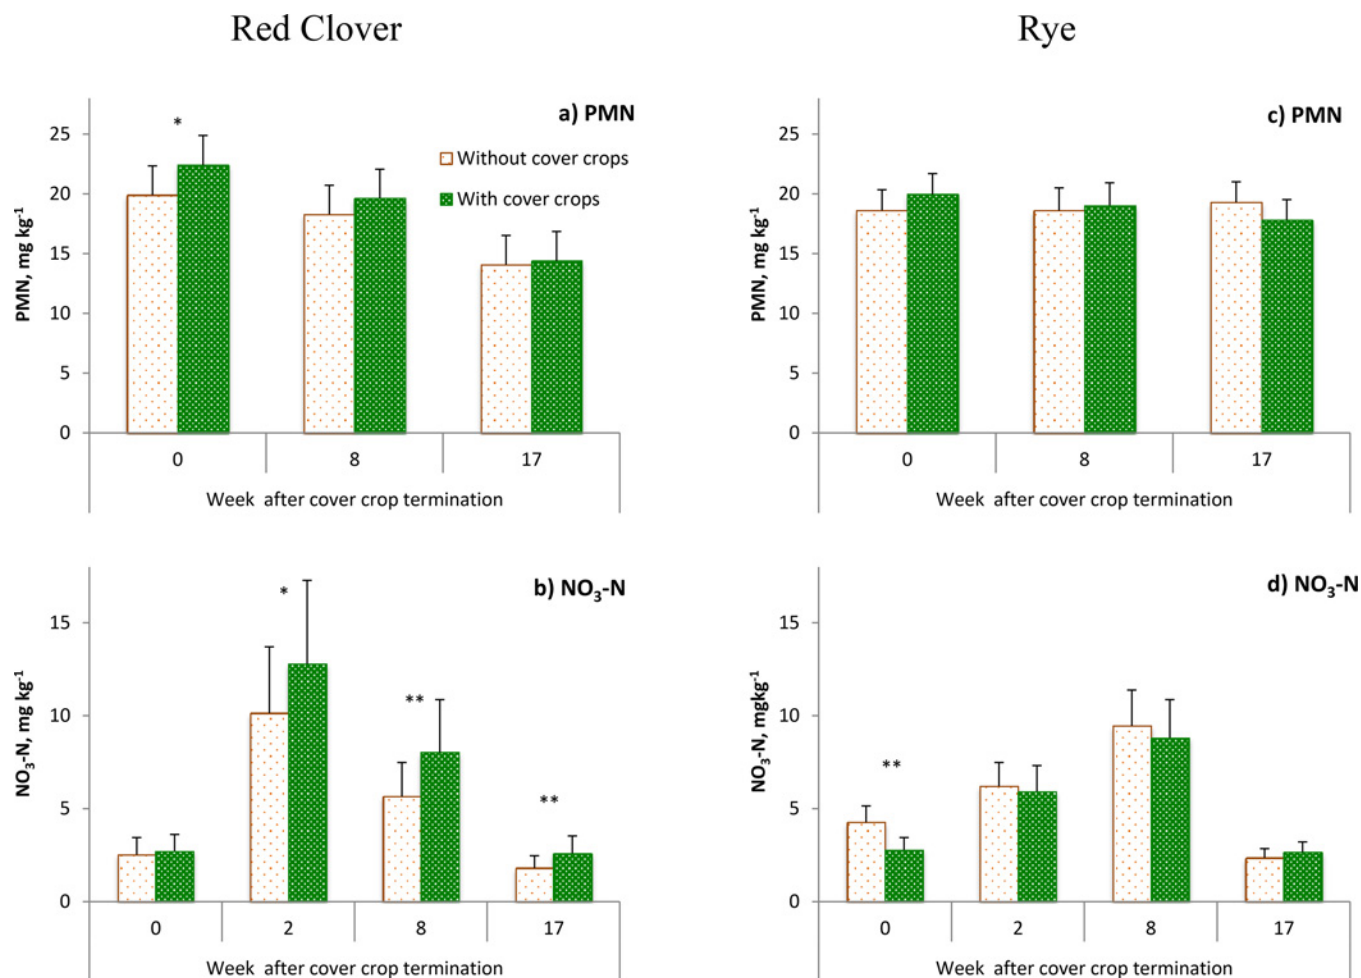 Red Clover
Rye
a) PMN
*
Without cover crops
With cover crops
PMN, mg kg⁻¹
25
20
15
10
5
0
0 8 17
Week after cover crop termination
c) PMN
PMN, mg kg⁻¹
25
20
15
10
5
0
0 8 17
Week after cover crop termination
b) NO₃-N
*
**
**
NO₃-N, mg kg⁻¹
15
10
5
0
0 2 8 17
Week after cover crop termination
d) NO₃-N
**
NO₃-N, mgkg⁻¹
15
10
5
0
0 2 8 17
Week after cover crop termination